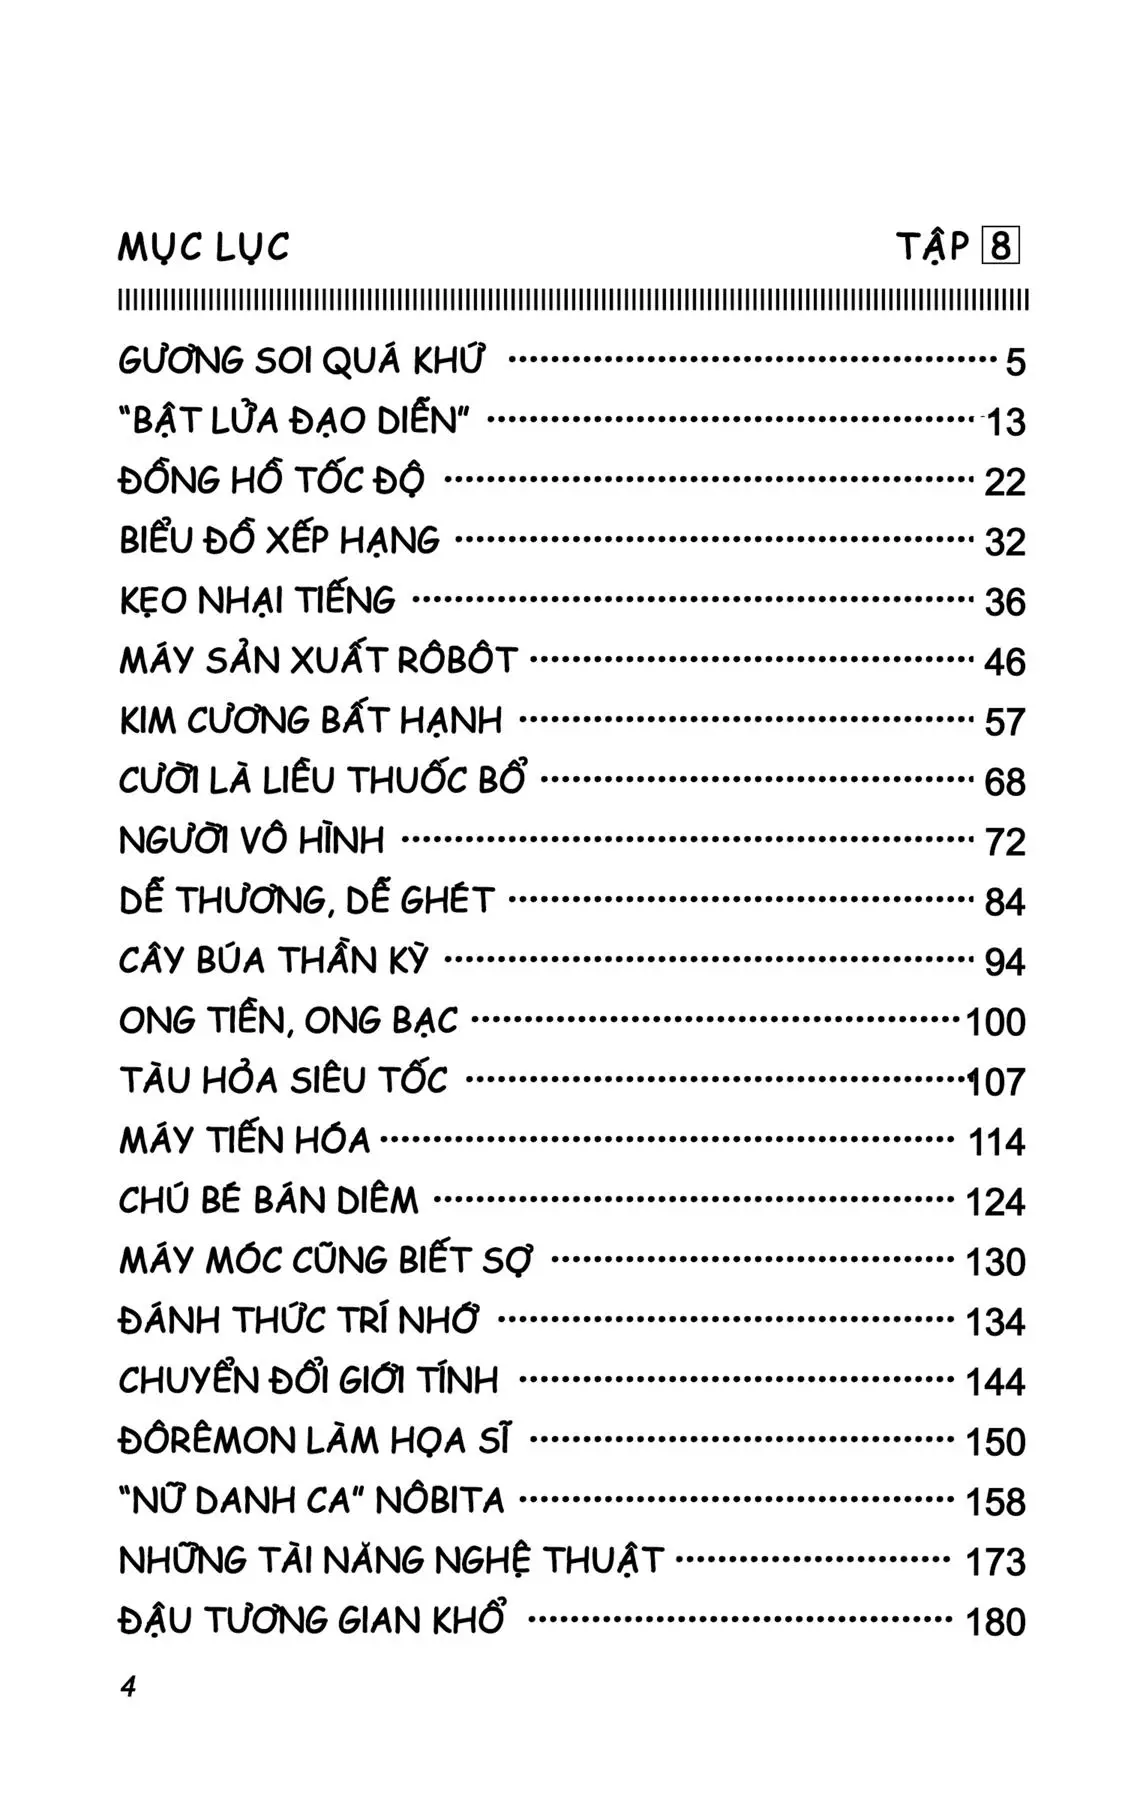 MỤC LỤC TẬP 8
GƯƠNG SOI QUÁ KHỨ 5
“BẬT LỬA ĐẠO DIỄN” 13
ĐỒNG HỒ TỐC ĐỘ 22
BIỂU ĐỒ XẾP HẠNG 32
KẸO NHẠI TIẾNG 36
MÁY SẢN XUẤT RÔBÔT 46
KIM CƯƠNG BẤT HẠNH 57
CƯỜI LÀ LIỀU THUỐC BỔ 68
NGƯỜI VÔ HÌNH 72
DỄ THƯƠNG, DỄ GHÉT 84
CÂY BÚA THẦN KỲ 94
ONG TIỀN, ONG BẠC 100
TÀU HỎA SIÊU TỐC 107
MÁY TIẾN HÓA 114
CHÚ BÉ BÁN DIÊM 124
MÁY MÓC CŨNG BIẾT SỢ 130
ĐÁNH THỨC TRÍ NHỚ 134
CHUYỂN ĐỔI GIỚI TÍNH 144
ĐÔRÊMON LÀM HỌA SĨ 150
“NỮ DANH CA” NÔBITA 158
NHỮNG TÀI NĂNG NGHỆ THUẬT 173
ĐẬU TƯƠNG GIAN KHỔ 180
4